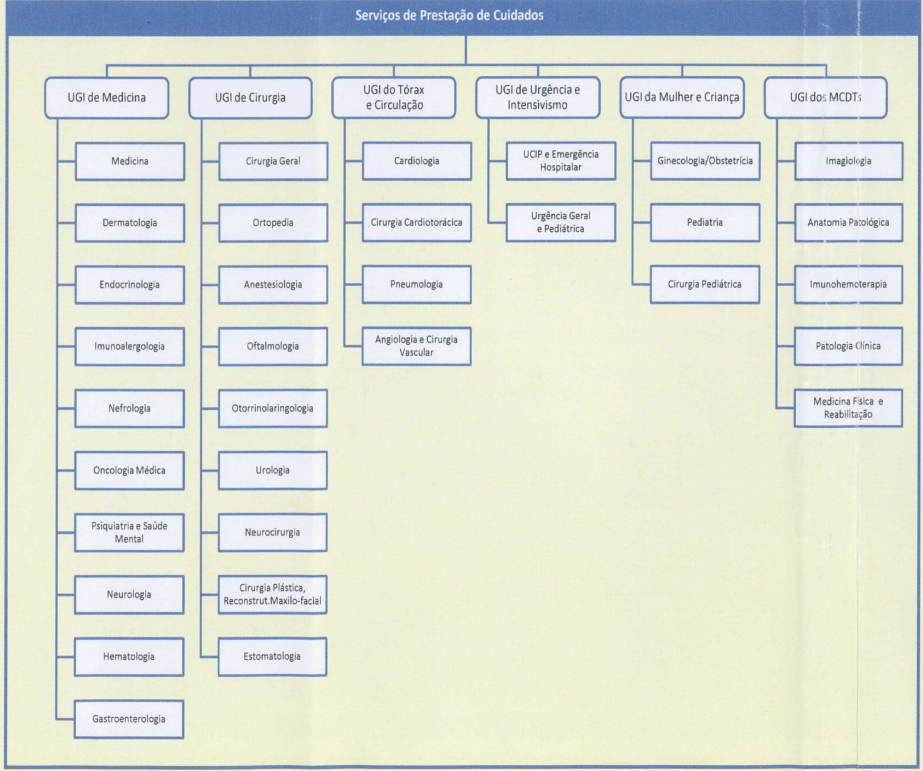 Serviços de Prestação de Cuidados
UGI de Medicina
Medicina
Dermatologia
Endocrinologia
Imunoalergologia
Nefrologia
Oncologia Médica
Psiquiatria e Saúde
Mental
Neurologia
Hematologia
Gastroenterologia
UGI de Cirurgia
Cirurgia Geral
Ortopedia
Anestesiologia
Oftalmologia
Otorrinolaringologia
Urologia
Neurocirurgia
Cirurgia Plástica,
Reconstrut.Maxilo-facial
Estomatologia
UGI do Tórax
e Circulação
Cardiologia
Cirurgia Cardiotorácica
Pneumologia
Angiologia e Cirurgia
Vascular
UGI de Urgência e
Intensivismo
UCIP e Emergência
Hospitalar
Urgência Geral
e Pediátrica
UGI da Mulher e Criança
Ginecologia/Obstetrícia
Pediatria
Cirurgia Pediátrica
UGI dos MCDTs
Imagiologia
Anatomia Patológica
Imunohemoterapia
Patologia Clínica
Medicina Física e
Reabilitação